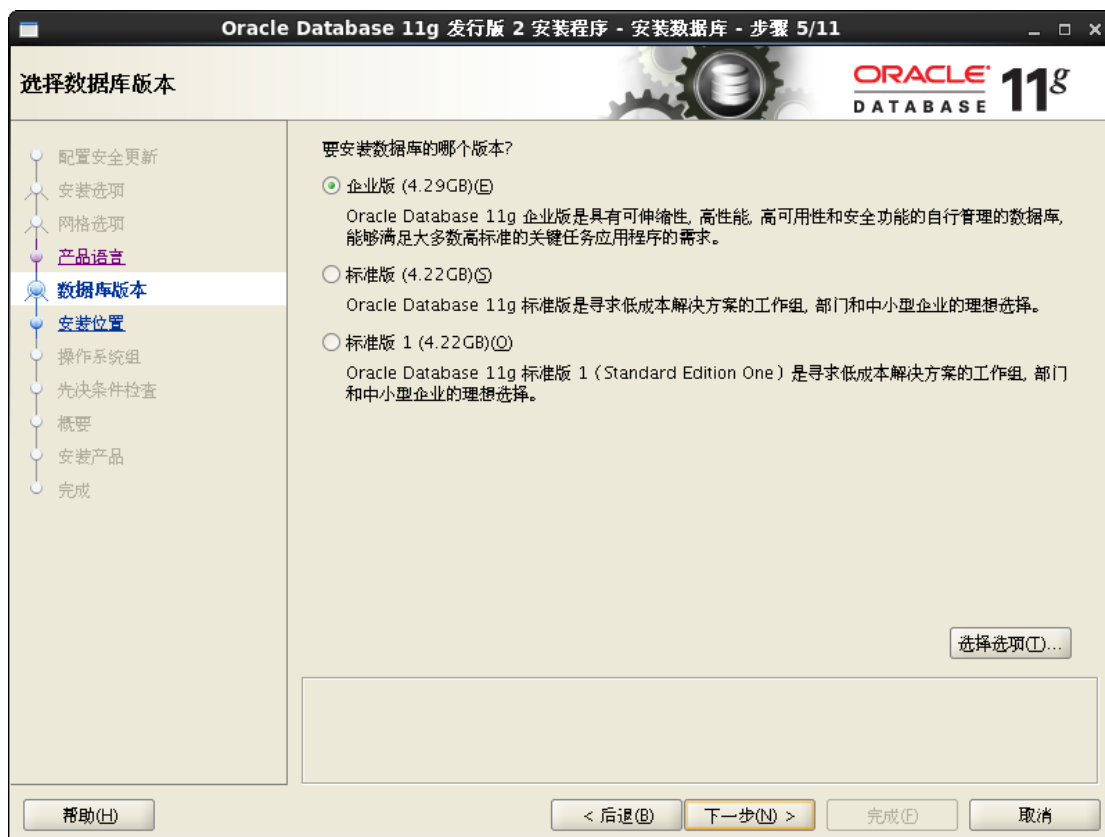 Oracle Database 11g 发行版 2 安装程序 - 安装数据库 - 步骤 5/11
选择数据库版本
ORACLE DATABASE 11g
配置安全更新
安装选项
网格选项
产品语言
数据库版本
安装位置
操作系统组
先决条件检查
概要
安装产品
完成
要安装数据库的哪个版本?
企业版 (4.29GB)(E)
Oracle Database 11g 企业版是具有可伸缩性, 高性能, 高可用性和安全功能的自行管理的数据库,
能够满足大多数高标准的关键任务应用程序的需求。
标准版 (4.22GB)(S)
Oracle Database 11g 标准版是寻求低成本解决方案的工作组, 部门和中小型企业的理想选择。
标准版 1 (4.22GB)(O)
Oracle Database 11g 标准版 1 (Standard Edition One) 是寻求低成本解决方案的工作组, 部门
和中小型企业的理想选择。
选择选项(T)...
帮助(H)
< 后退(B)
下一步(N) >
完成(F)
取消